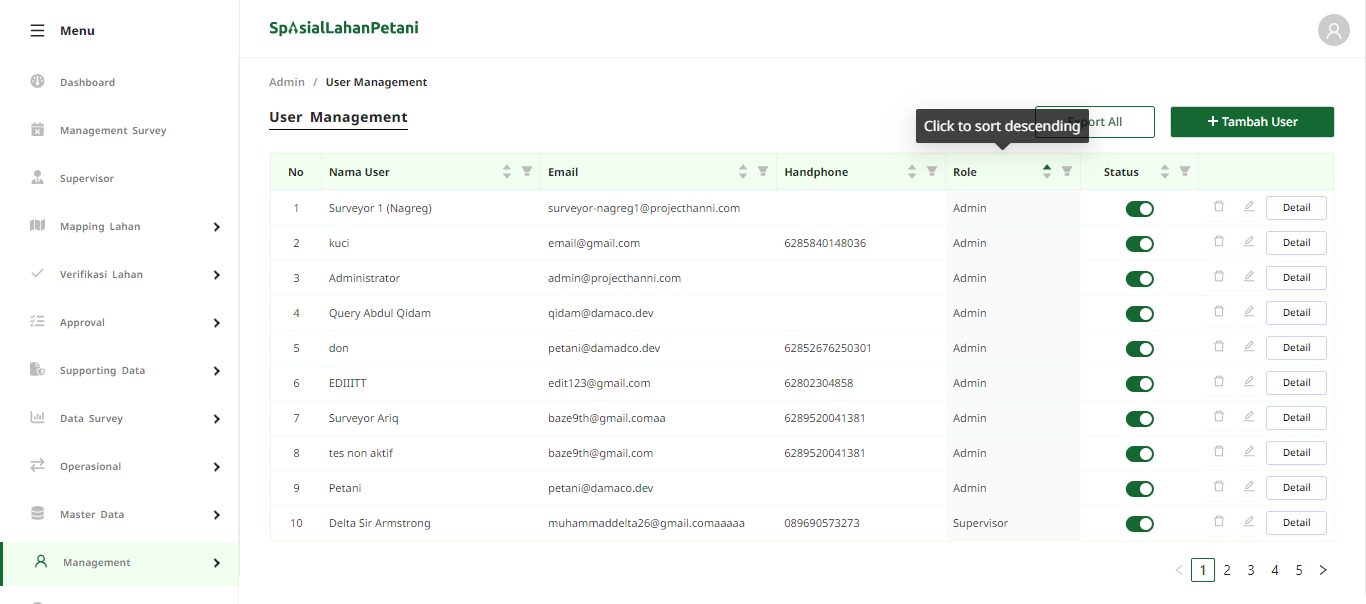 Menu
SpAsialLahanPetani
Dashboard
Management Survey
Supervisor
Mapping Lahan
Verifikasi Lahan
Approval
Supporting Data
Data Survey
Operasional
Master Data
Management
Admin / User Management
User Management
Click to sort descending
Export All
+ Tambah User
No Nama User Email Handphone Role Status
1 Surveyor 1 (Nagreg) surveyor-nagreg1@projecthanni.com Admin Detail
2 kuci email@gmail.com 6285840148036 Admin Detail
3 Administrator admin@projecthanni.com Admin Detail
4 Query Abdul Qidam qidam@damaco.dev Admin Detail
5 don petani@damadco.dev 62852676250301 Admin Detail
6 EDIIITT edit123@gmail.com 62802304858 Admin Detail
7 Surveyor Ariq baze9th@gmail.comaa 6289520041381 Admin Detail
8 tes non aktif baze9th@gmail.com 6289520041381 Admin Detail
9 Petani petani@damaco.dev Admin Detail
10 Delta Sir Armstrong muhammaddelta26@gmail.comaaaaa 089690573273 Supervisor Detail
< 1 2 3 4 5 >